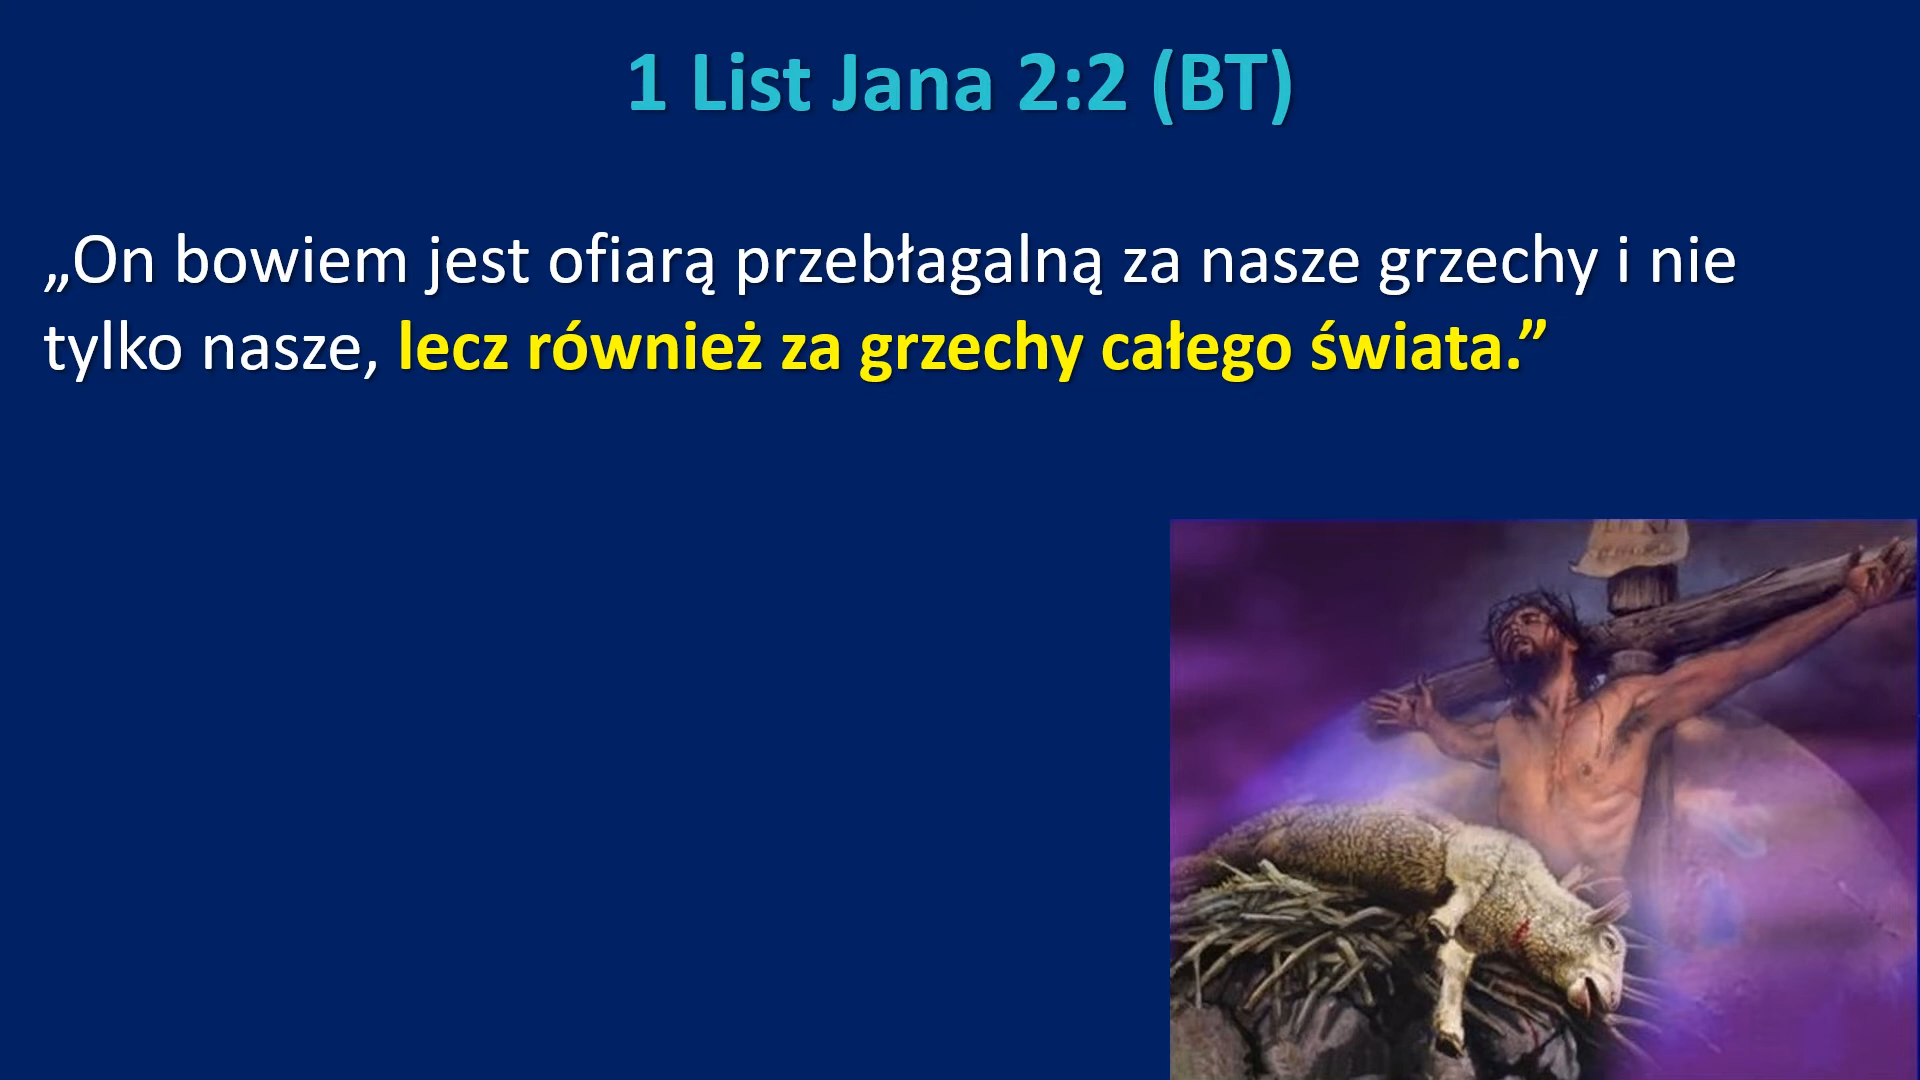 1 List Jana 2:2 (BT)
„On bowiem jest ofiarą przebłagalną za nasze grzechy i nie
tylko nasze, lecz również za grzechy całego świata.”